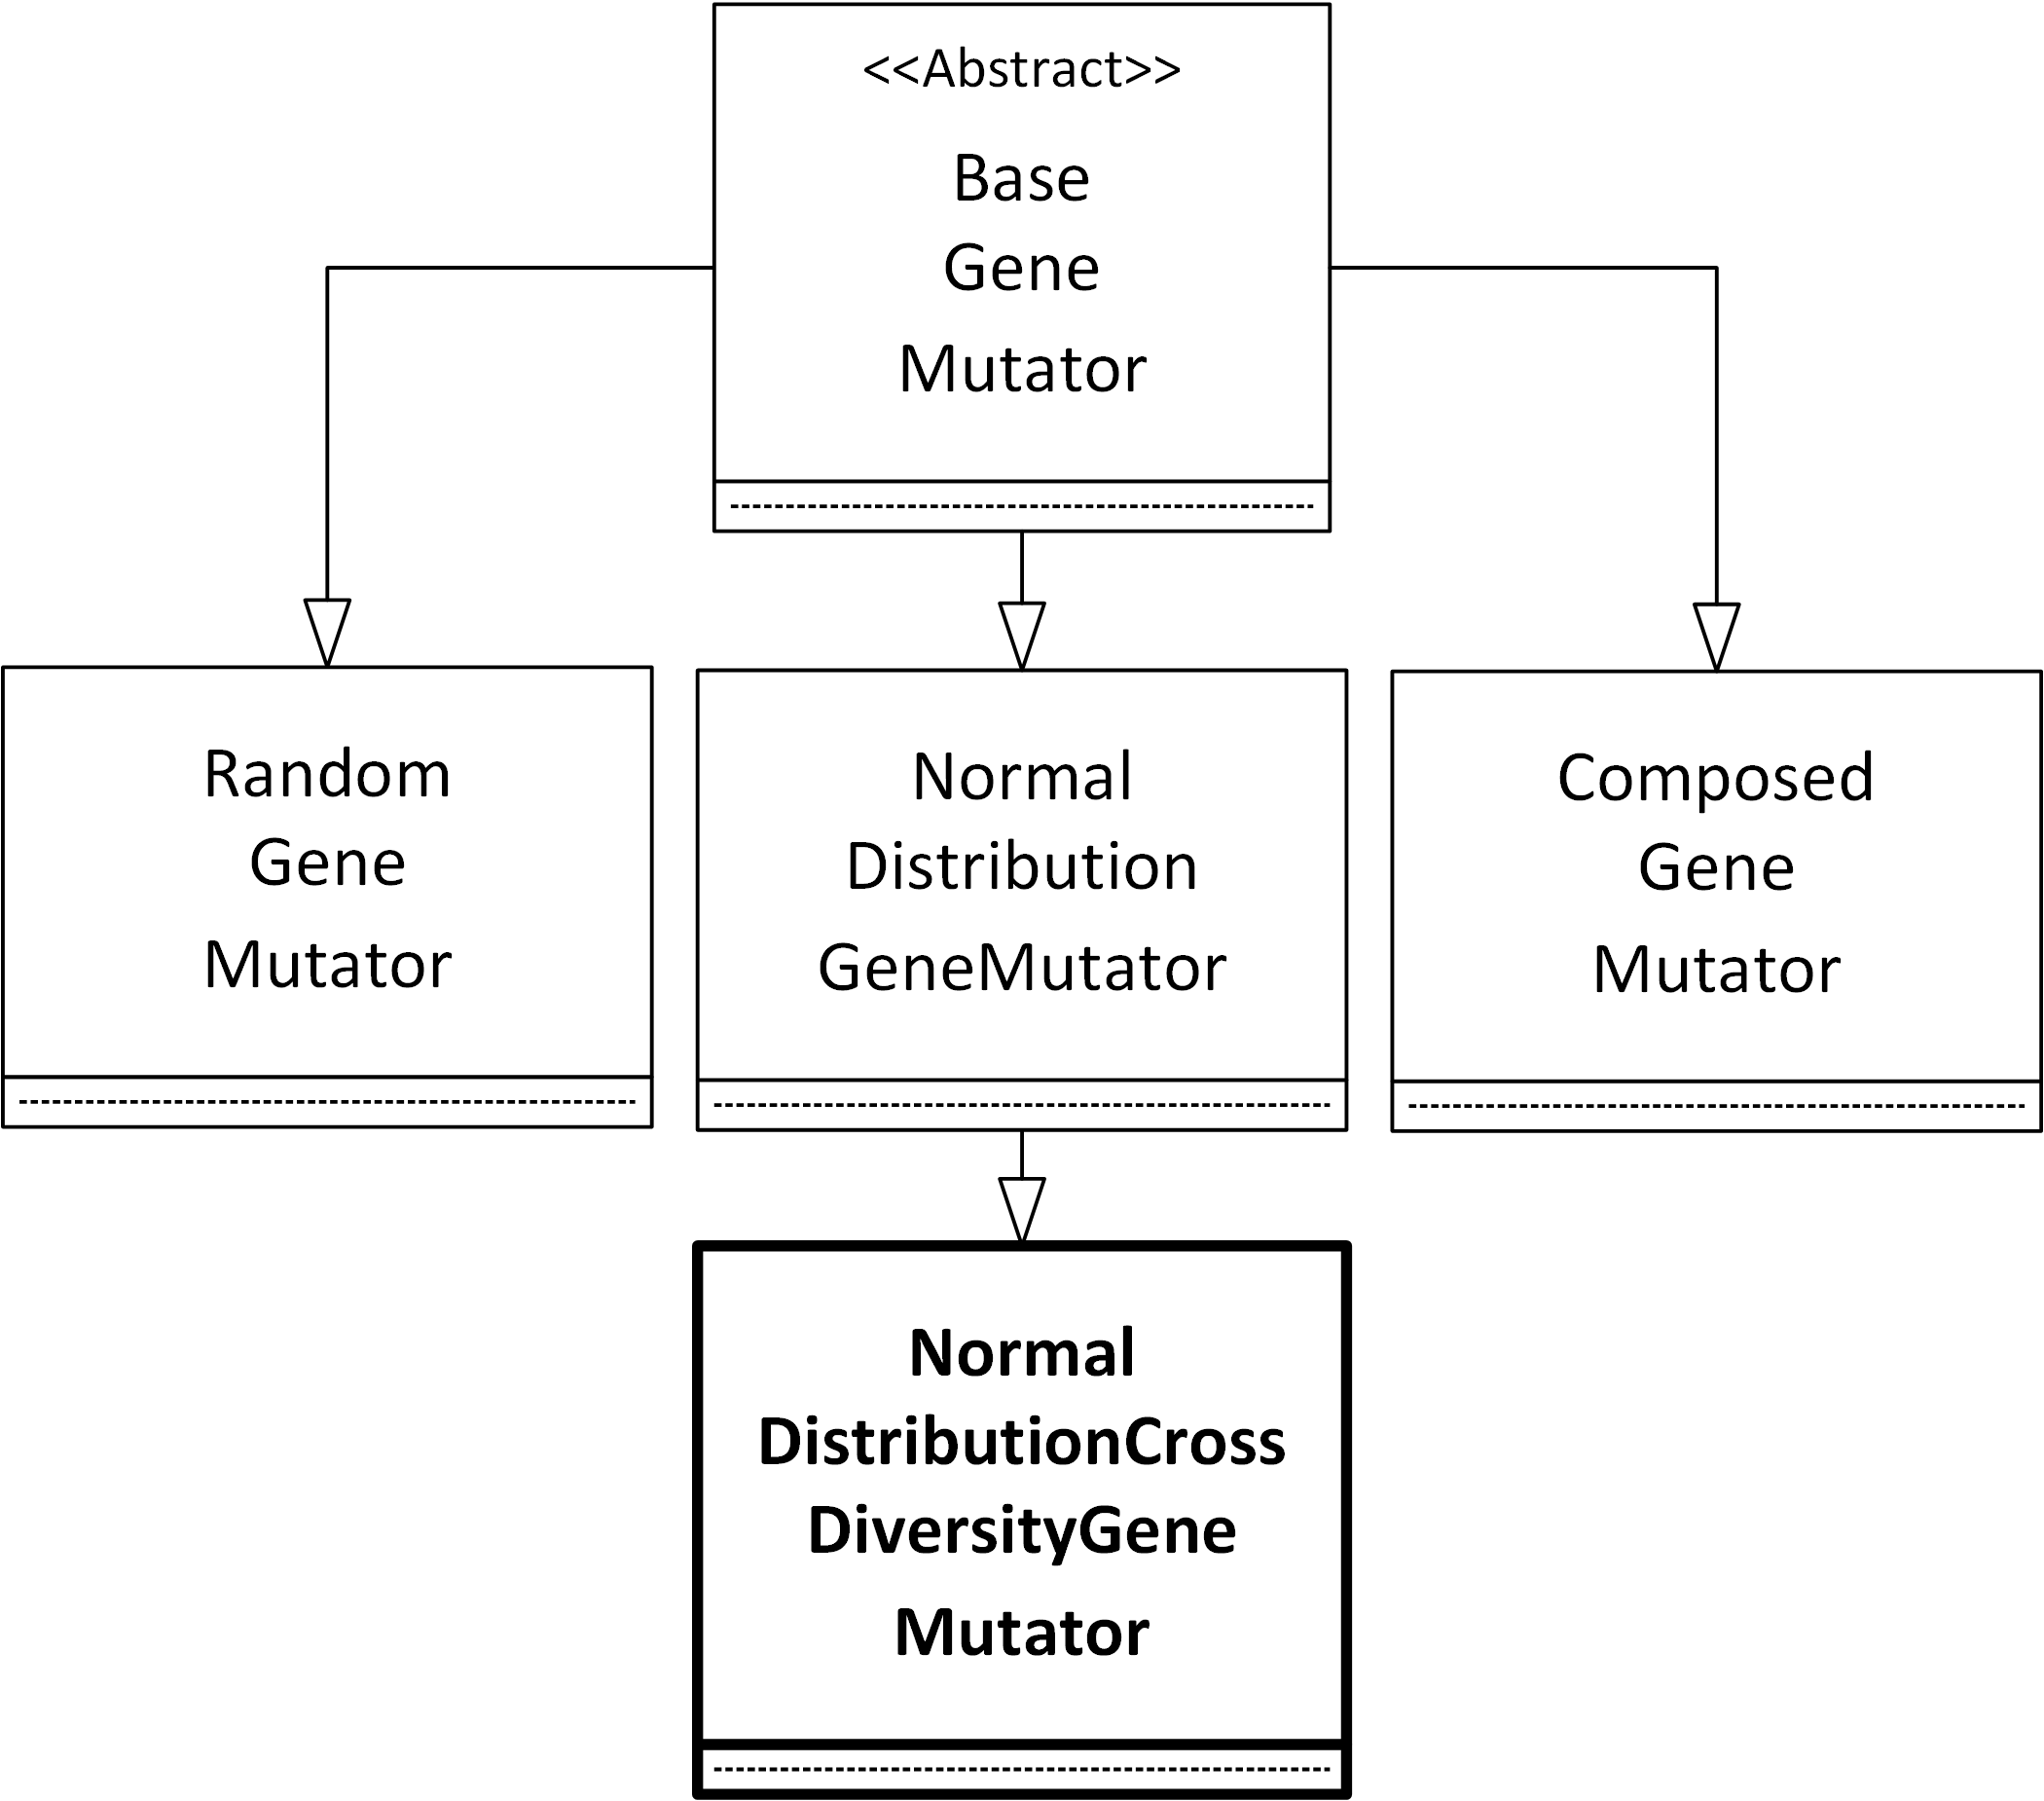 <<Abstract>>
Base
Gene
Mutator
Random
Gene
Mutator
Normal
Distribution
GeneMutator
Composed
Gene
Mutator
Normal
DistributionCross
DiversityGene
Mutator